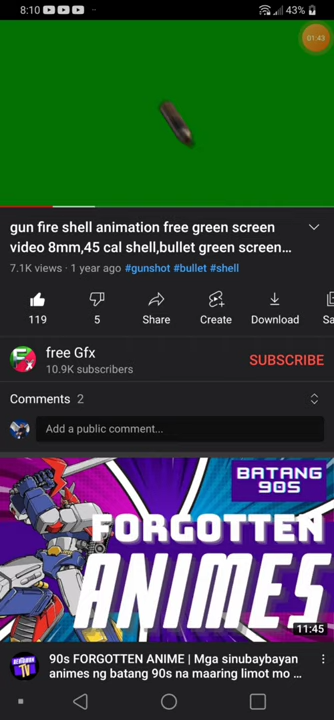 8:10
43%
01:43
gun fire shell animation free green screen
video 8mm,45 cal shell,bullet green screen...
7.1K views · 1 year ago #gunshot #bullet #shell
119
5
Share
Create
Download
Sa
free Gfx
10.9K subscribers
SUBSCRIBE
Comments 2
Add a public comment...
BATANG
90S
FORGOTTEN
ANIMES
11:45
TV
90s FORGOTTEN ANIME | Mga sinubaybayan
animes ng batang 90s na maaring limot mo ...